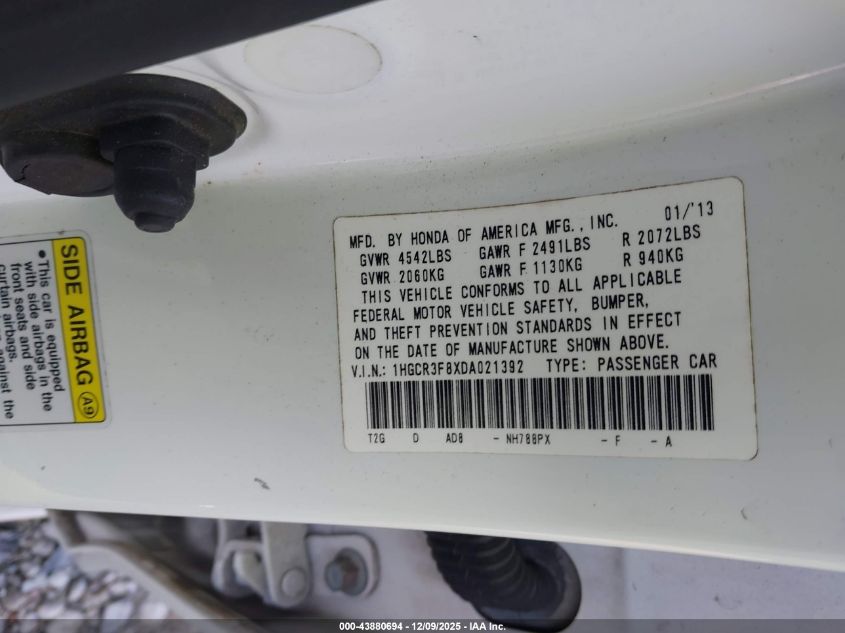 MFD. BY HONDA OF AMERICA MFG., INC. 01/'13
GVWR 4542LBS GAWR F 2491LBS R 2072LBS
GVWR 2060KG GAWR F 1130KG R 940KG
THIS VEHICLE CONFORMS TO ALL APPLICABLE
FEDERAL MOTOR VEHICLE SAFETY, BUMPER,
AND THEFT PREVENTION STANDARDS IN EFFECT
ON THE DATE OF MANUFACTURE SHOWN ABOVE.
V.I.N.: 1HGCR3F8XDA021392 TYPE: PASSENGER CAR
T2G D AD8 - NH788PX - F - A
SIDE AIRBAG A9
•This car is equipped
with side airbags in the
front seats and side
curtain airbags.
against the
000-43880694 - 12/09/2025 - IAA Inc.